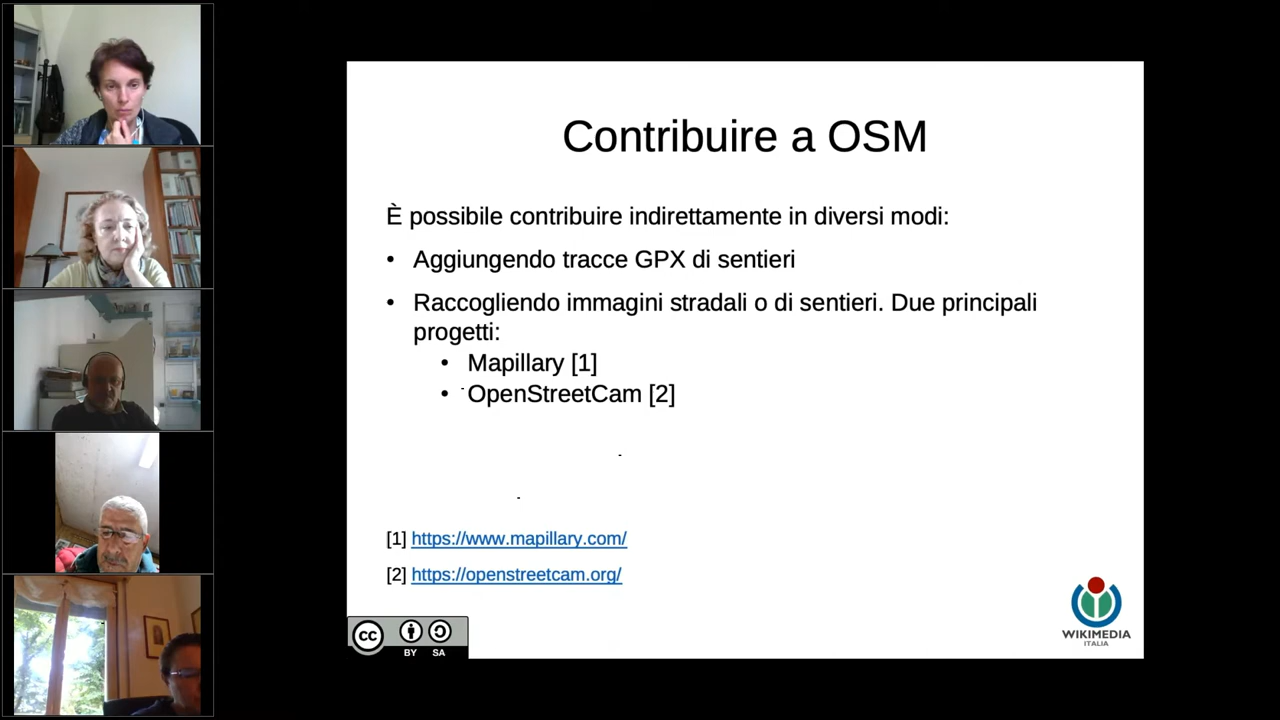 Contribuire a OSM
È possibile contribuire indirettamente in diversi modi:
• Aggiungendo tracce GPX di sentieri
• Raccogliendo immagini stradali o di sentieri. Due principali
progetti:
• Mapillary [1]
• OpenStreetCam [2]
[1] https://www.mapillary.com/
[2] https://openstreetcam.org/
cc
BY SA
WIKIMEDIA
ITALIA